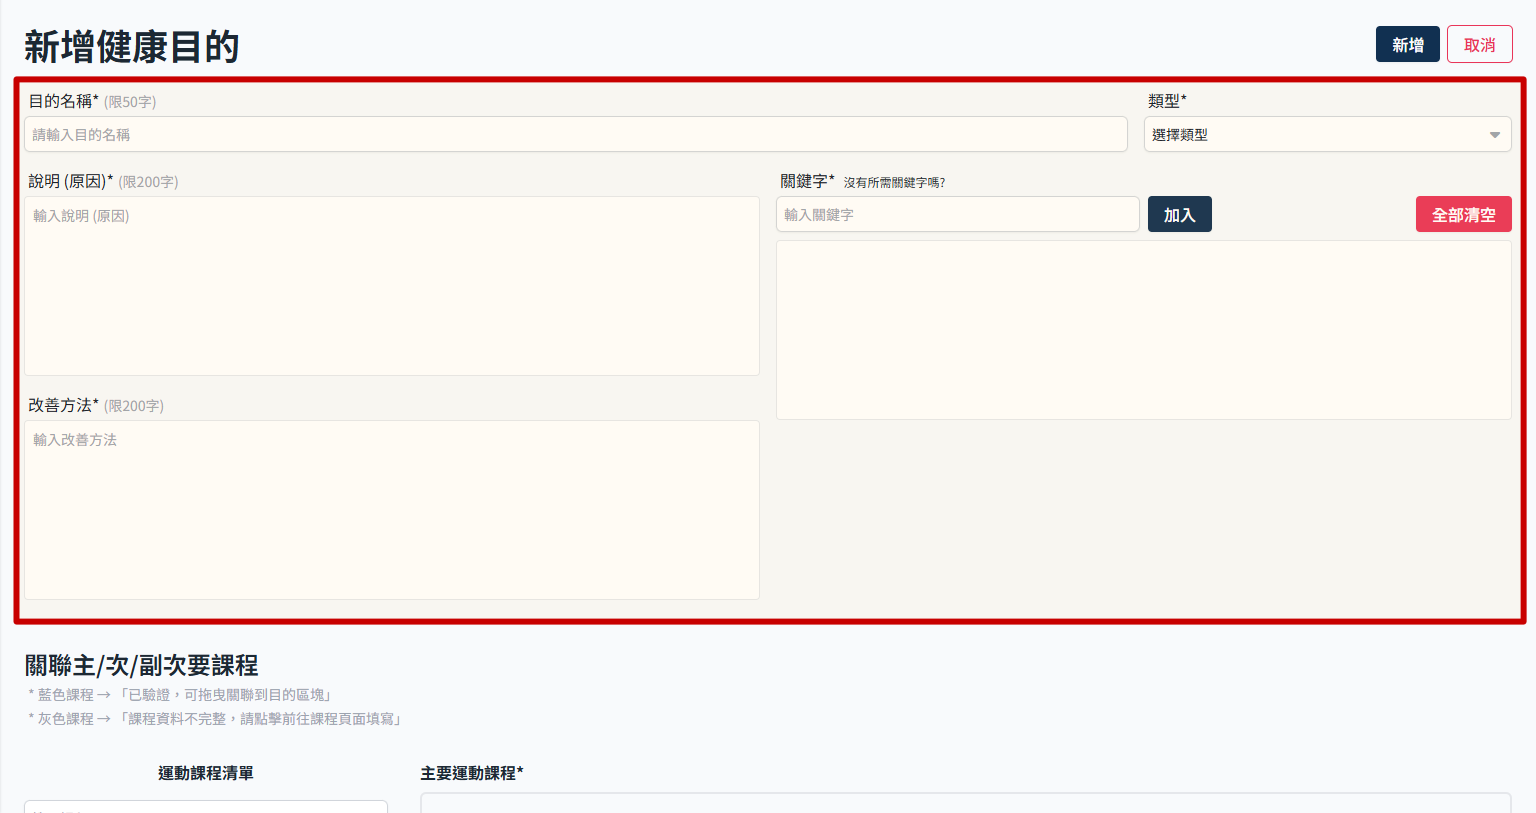 新增健康目的
新增
取消
目的名稱* (限50字)
類型*
請輸入目的名稱
選擇類型
說明 (原因)* (限200字)
關鍵字* 沒有所需關鍵字嗎?
輸入說明 (原因)
輸入關鍵字
加入
全部清空
改善方法* (限200字)
輸入改善方法
關聯主/次/副次要課程
* 藍色課程 → 「已驗證，可拖曳關聯到目的區塊」
* 灰色課程 → 「課程資料不完整，請點擊前往課程頁面填寫」
運動課程清單
主要運動課程*